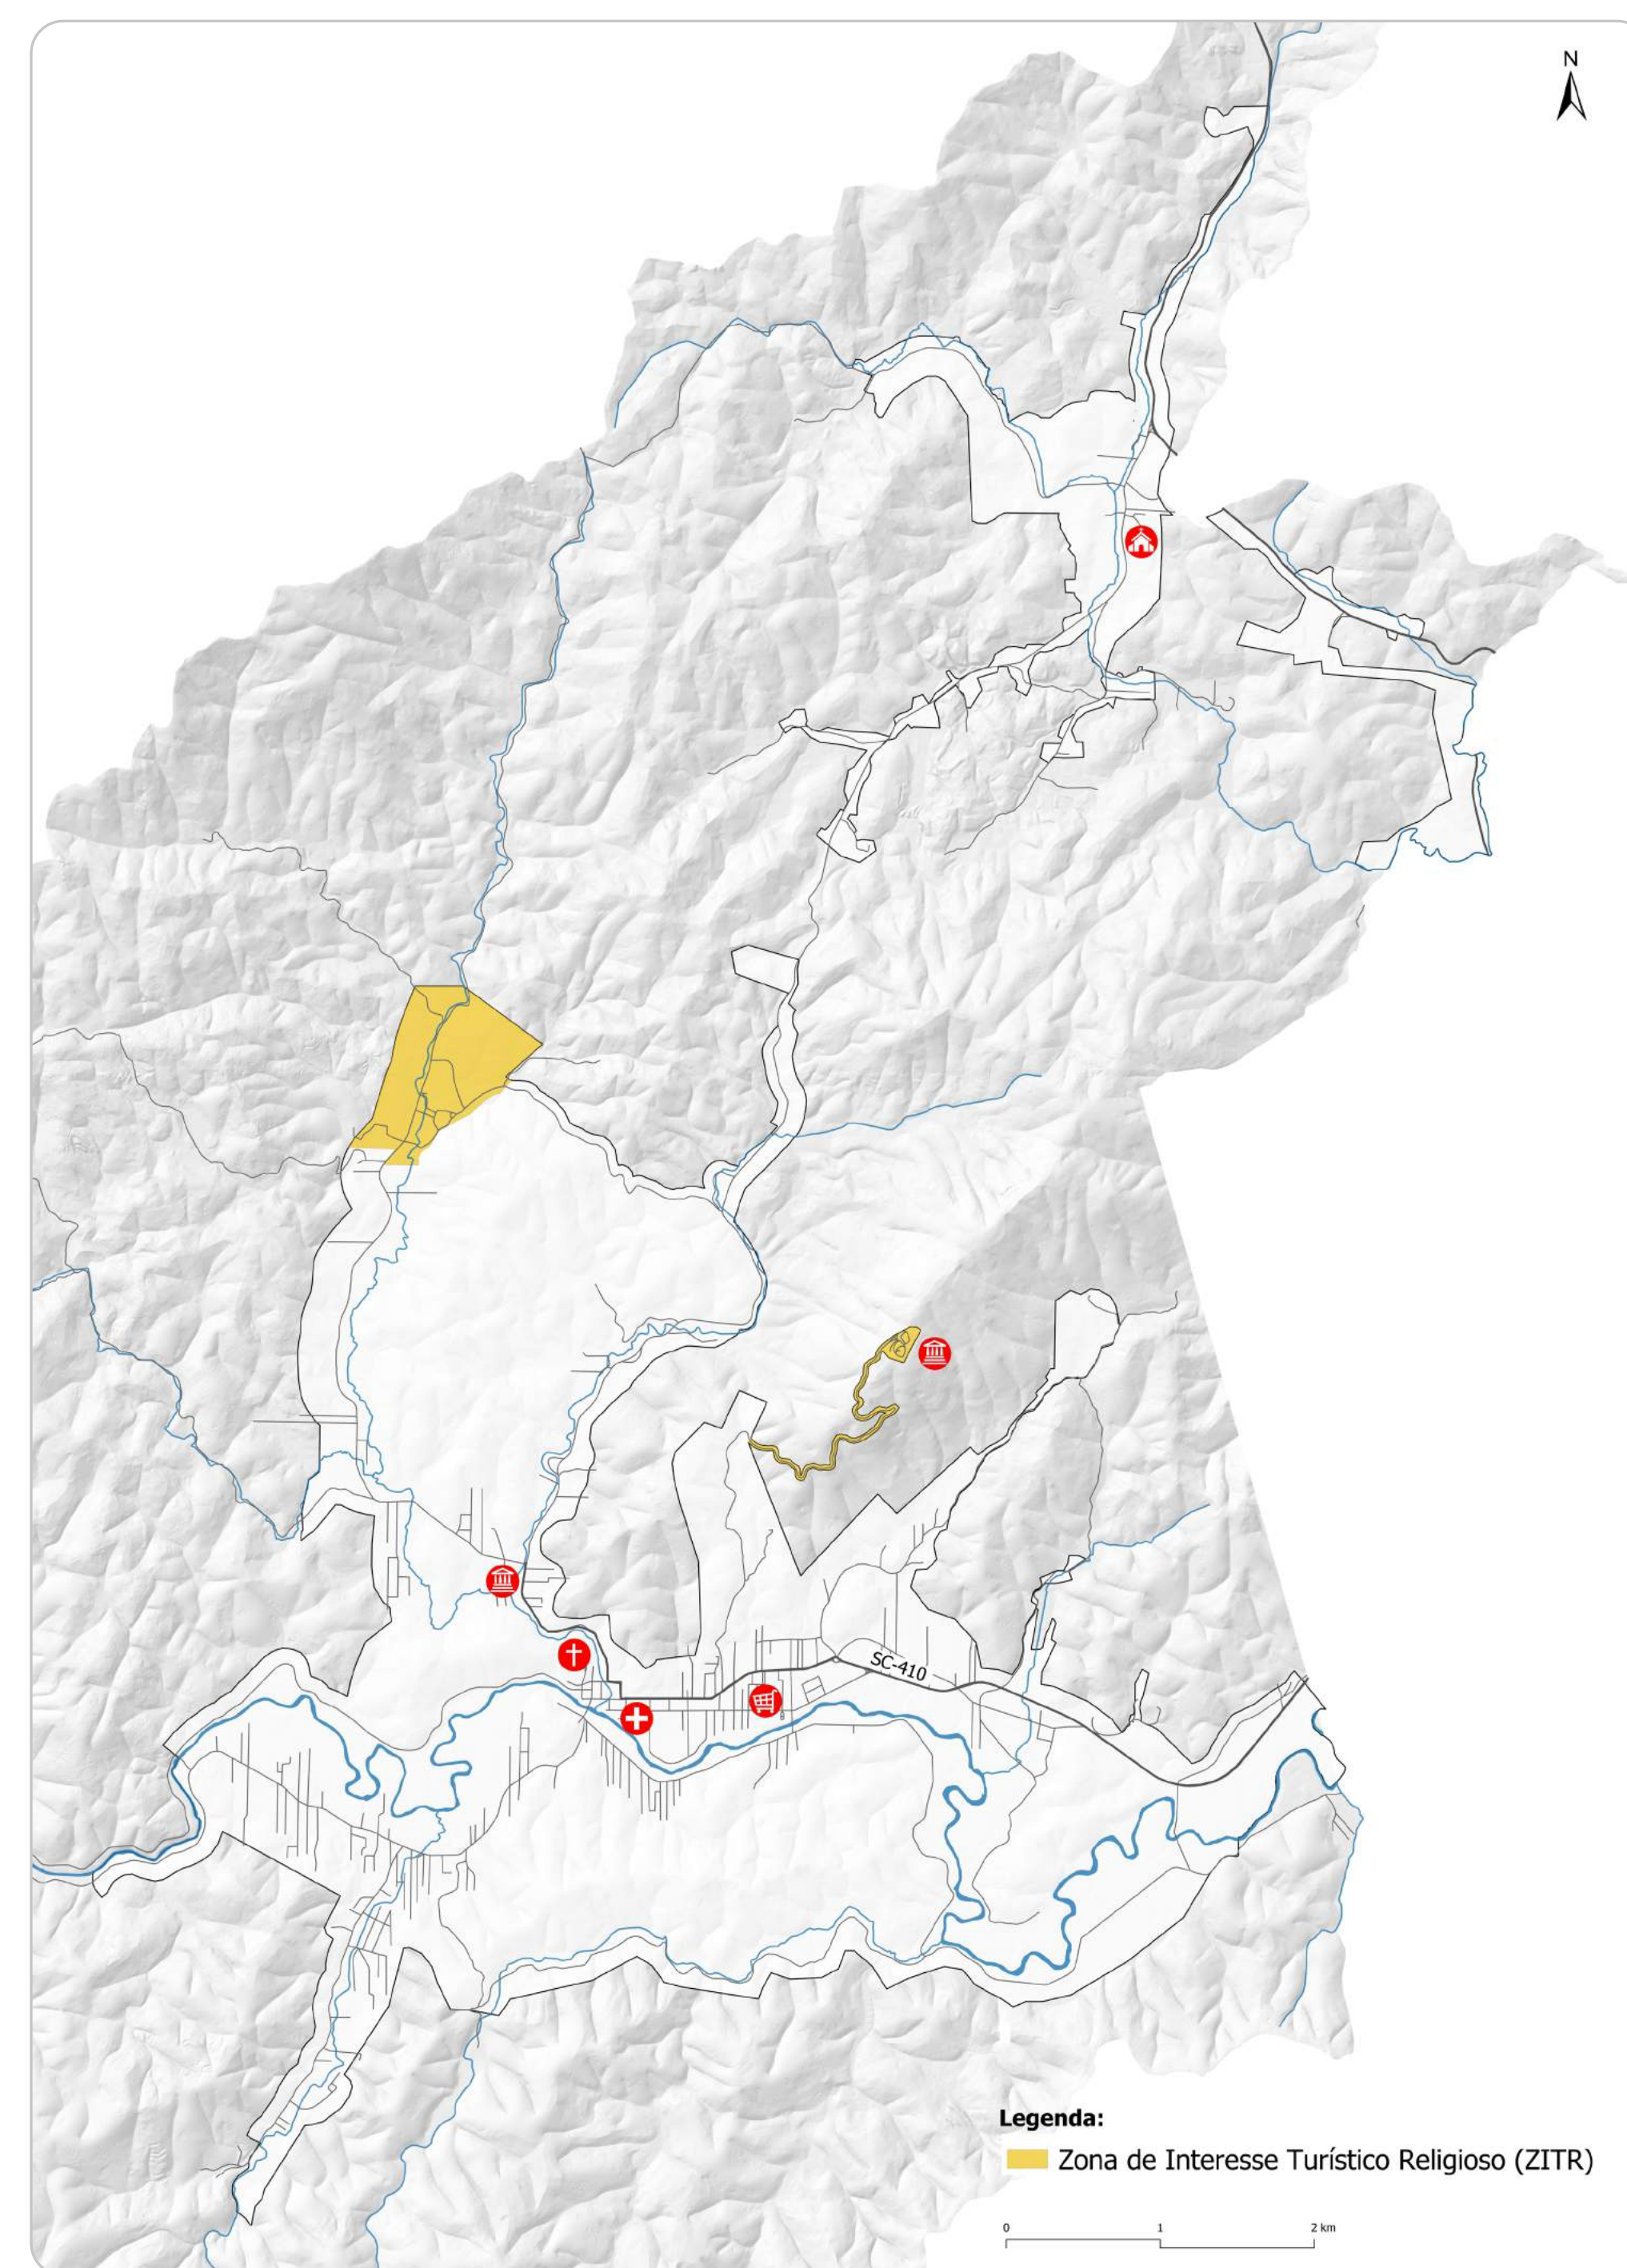 N
SC-410
Legenda:
Zona de Interesse Turístico Religioso (ZITR)
0 1 2 km